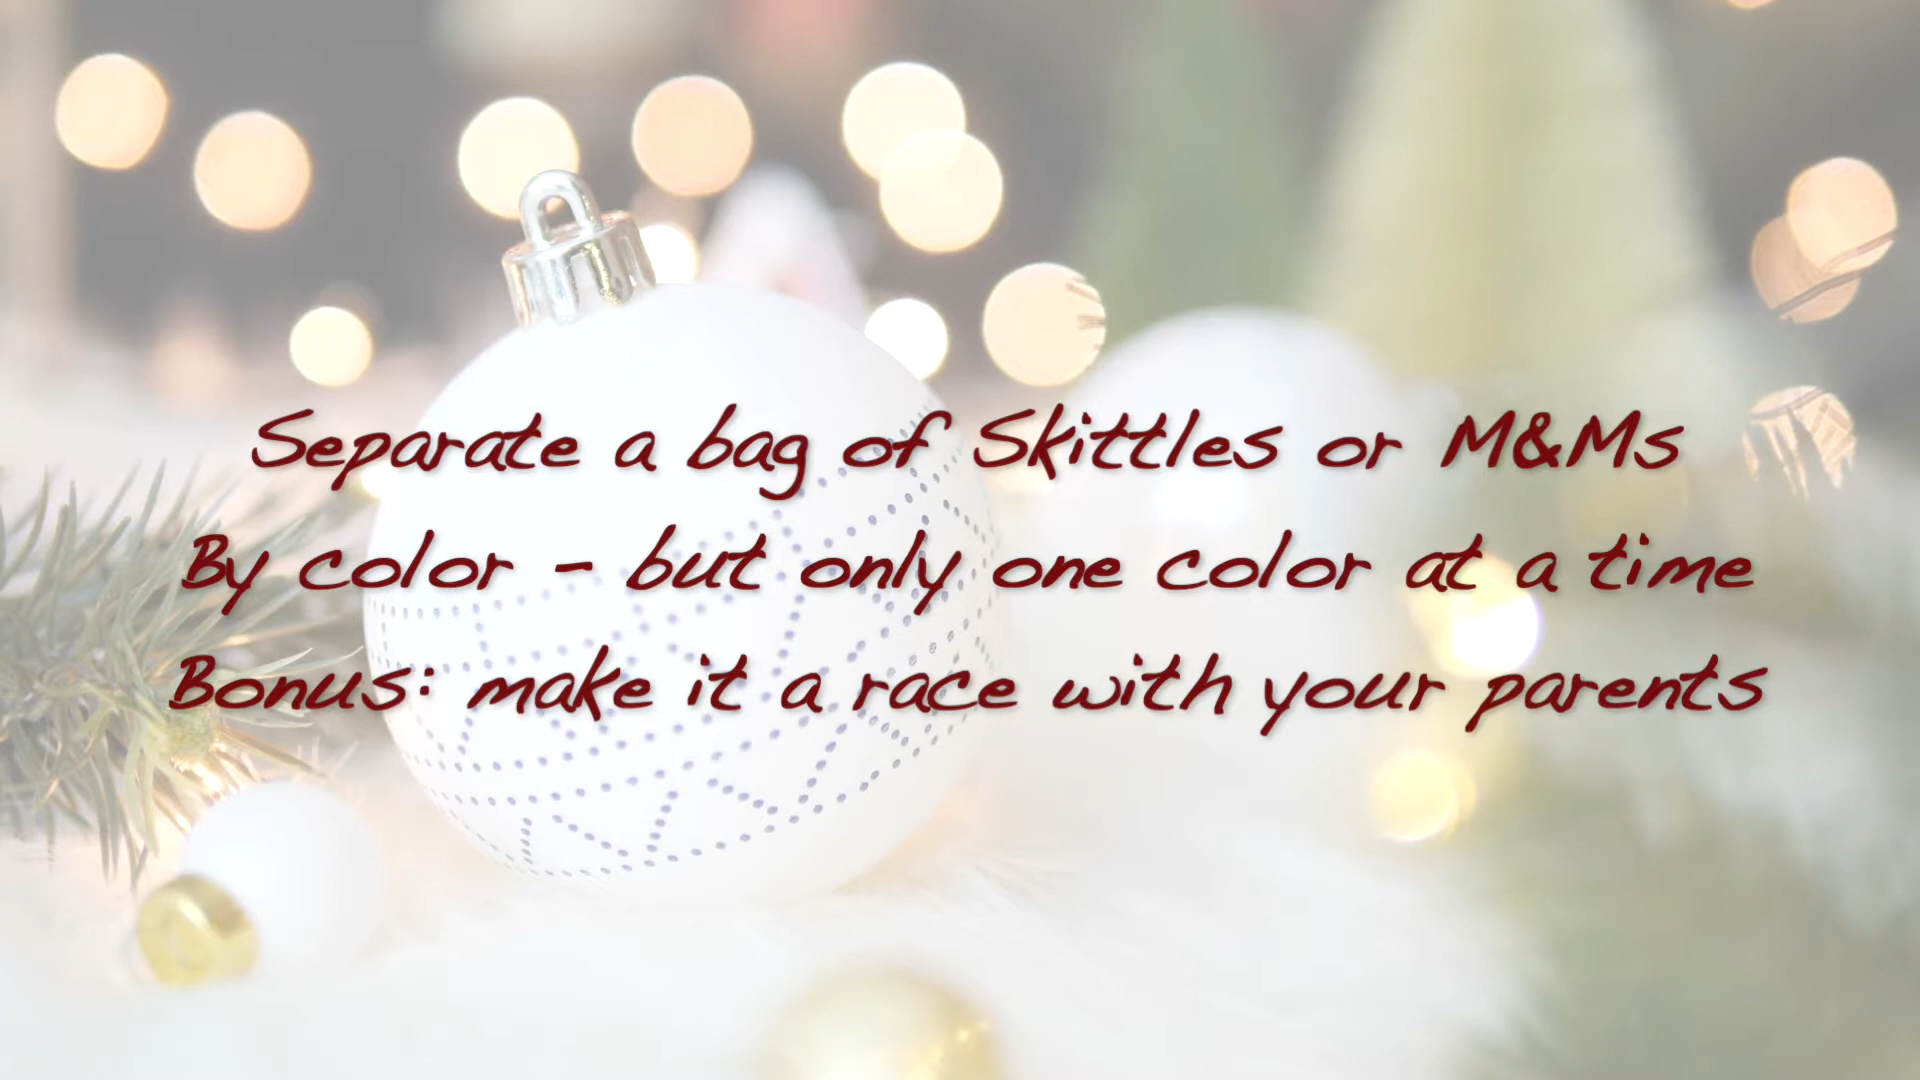 Separate a bag of Skittles or M&Ms
By color - but only one color at a time
Bonus: make it a race with your parents